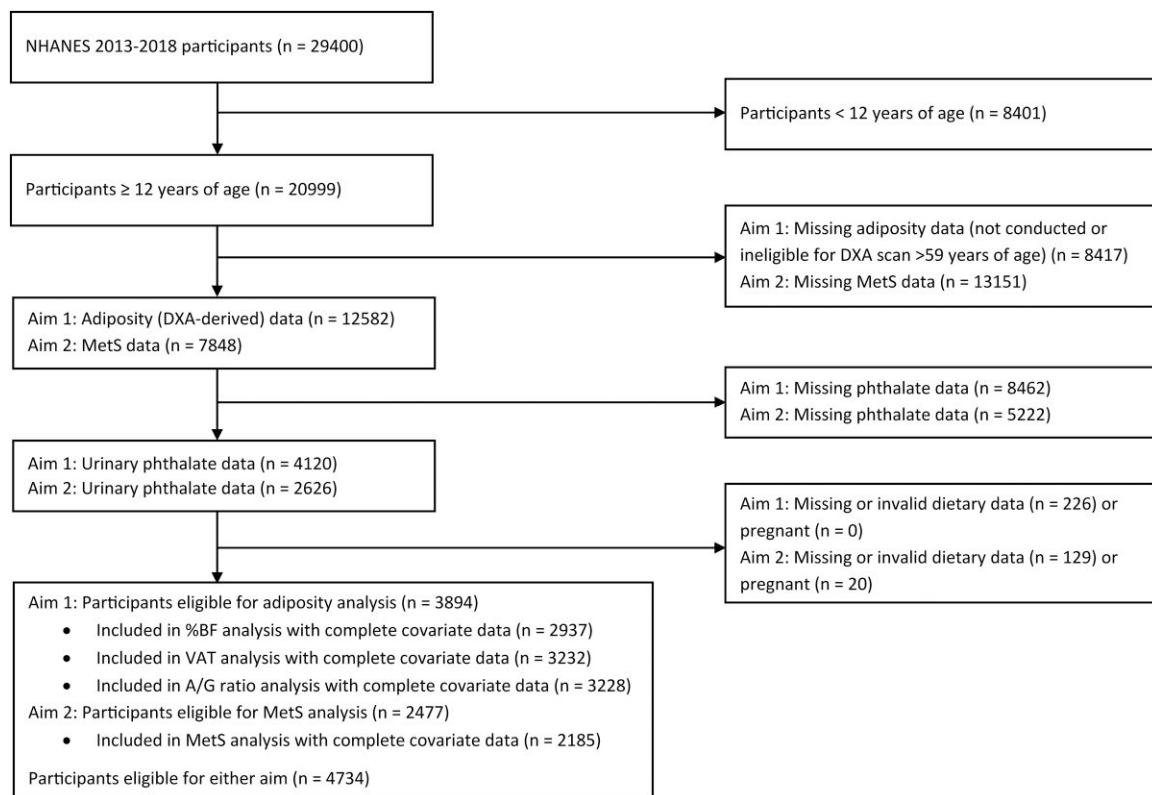 NHANES 2013-2018 participants (n = 29400)
Participants < 12 years of age (n = 8401)
Participants ≥ 12 years of age (n = 20999)
Aim 1: Missing adiposity data (not conducted or
ineligible for DXA scan >59 years of age) (n = 8417)
Aim 2: Missing MetS data (n = 13151)
Aim 1: Adiposity (DXA-derived) data (n = 12582)
Aim 2: MetS data (n = 7848)
Aim 1: Missing phthalate data (n = 8462)
Aim 2: Missing phthalate data (n = 5222)
Aim 1: Urinary phthalate data (n = 4120)
Aim 2: Urinary phthalate data (n = 2626)
Aim 1: Missing or invalid dietary data (n = 226) or
pregnant (n = 0)
Aim 2: Missing or invalid dietary data (n = 129) or
pregnant (n = 20)
Aim 1: Participants eligible for adiposity analysis (n = 3894)
• Included in %BF analysis with complete covariate data (n = 2937)
• Included in VAT analysis with complete covariate data (n = 3232)
• Included in A/G ratio analysis with complete covariate data (n = 3228)
Aim 2: Participants eligible for MetS analysis (n = 2477)
• Included in MetS analysis with complete covariate data (n = 2185)
Participants eligible for either aim (n = 4734)